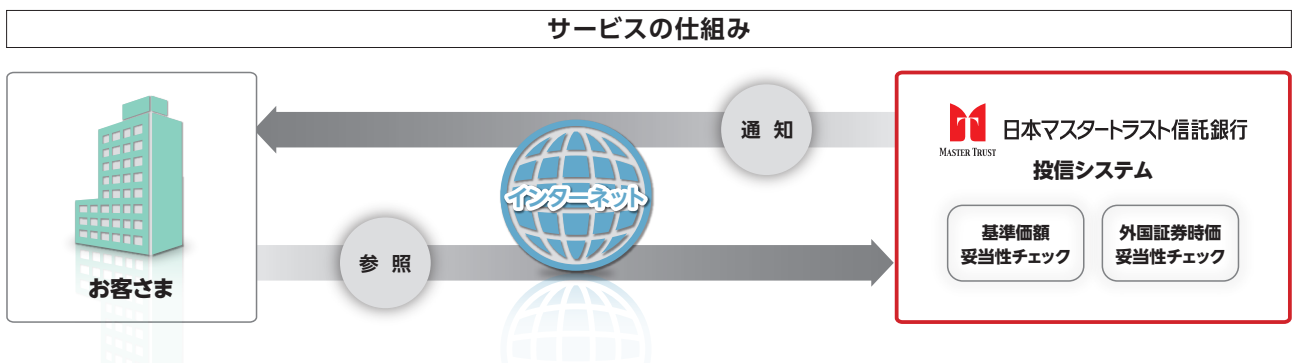 サービスの仕組み
通知
MASTER TRUST
日本マスタートラスト信託銀行
投信システム
インターネット
基準価額
妥当性チェック
外国証券時価
妥当性チェック
参照
お客さま